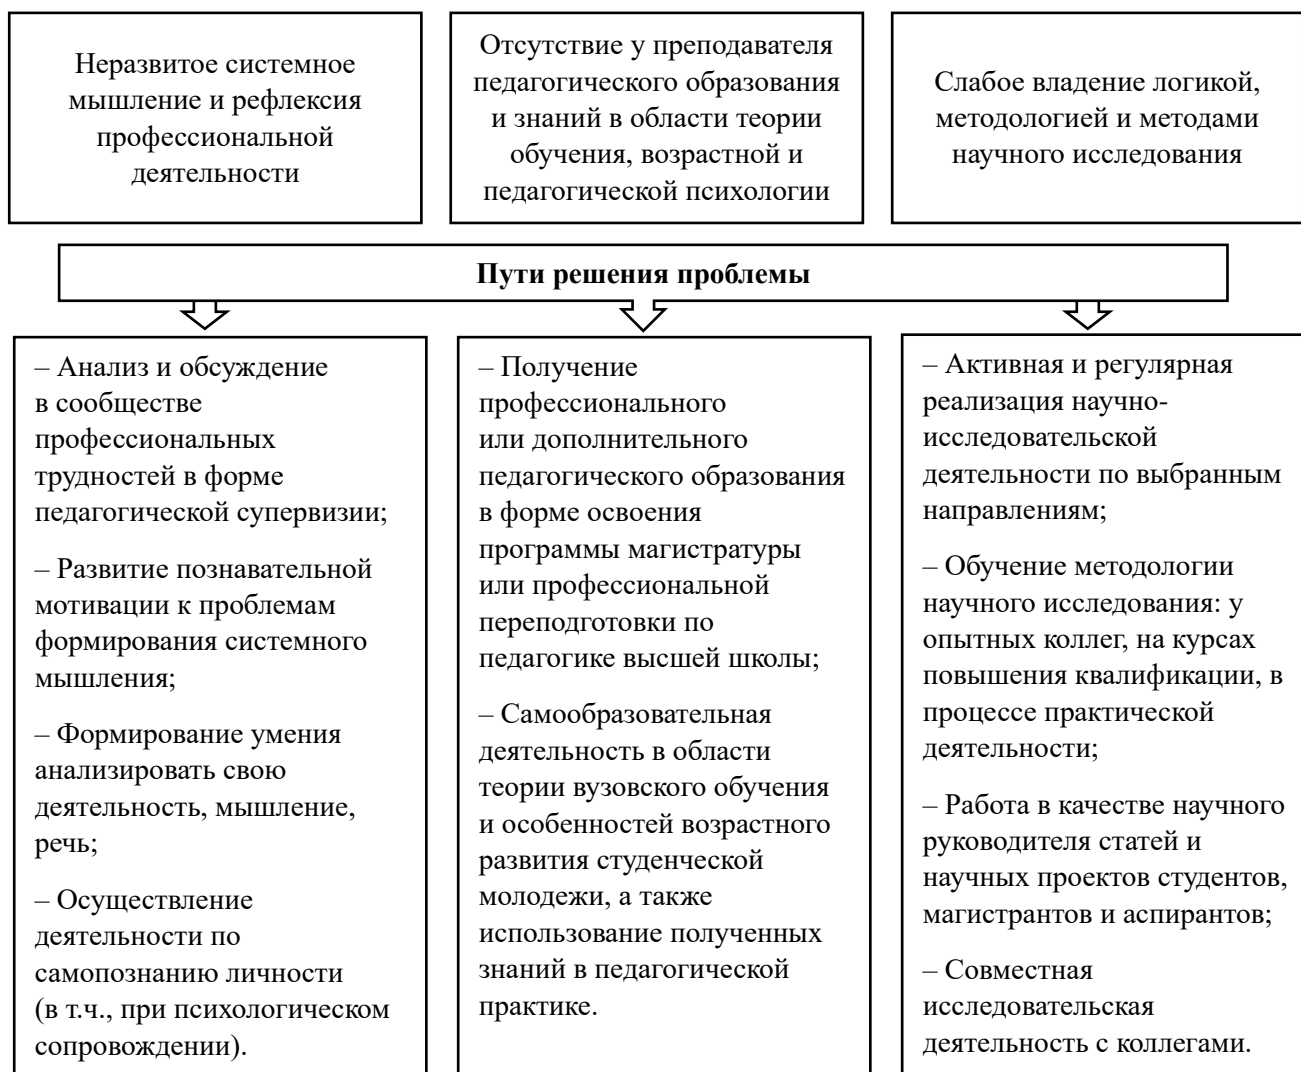 Неразвитое системное
мышление и рефлексия
профессиональной
деятельности
Отсутствие у преподавателя
педагогического образования
и знаний в области теории
обучения, возрастной и
педагогической психологии
Слабое владение логикой,
методологией и методами
научного исследования
Пути решения проблемы
– Анализ и обсуждение
в сообществе
профессиональных
трудностей в форме
педагогической супервизии;
– Развитие познавательной
мотивации к проблемам
формирования системного
мышления;
– Формирование умения
анализировать свою
деятельность, мышление,
речь;
– Осуществление
деятельности по
самопознанию личности
(в т.ч., при психологическом
сопровождении).
– Получение
профессионального
или дополнительного
педагогического образования
в форме освоения
программы магистратуры
или профессиональной
переподготовки по
педагогике высшей школы;
– Самообразовательная
деятельность в области
теории вузовского обучения
и особенностей возрастного
развития студенческой
молодежи, а также
использование полученных
знаний в педагогической
практике.
– Активная и регулярная
реализация научно-
исследовательской
деятельности по выбранным
направлениям;
– Обучение методологии
научного исследования: у
опытных коллег, на курсах
повышения квалификации, в
процессе практической
деятельности;
– Работа в качестве научного
руководителя статей и
научных проектов студентов,
магистрантов и аспирантов;
– Совместная
исследовательская
деятельность с коллегами.